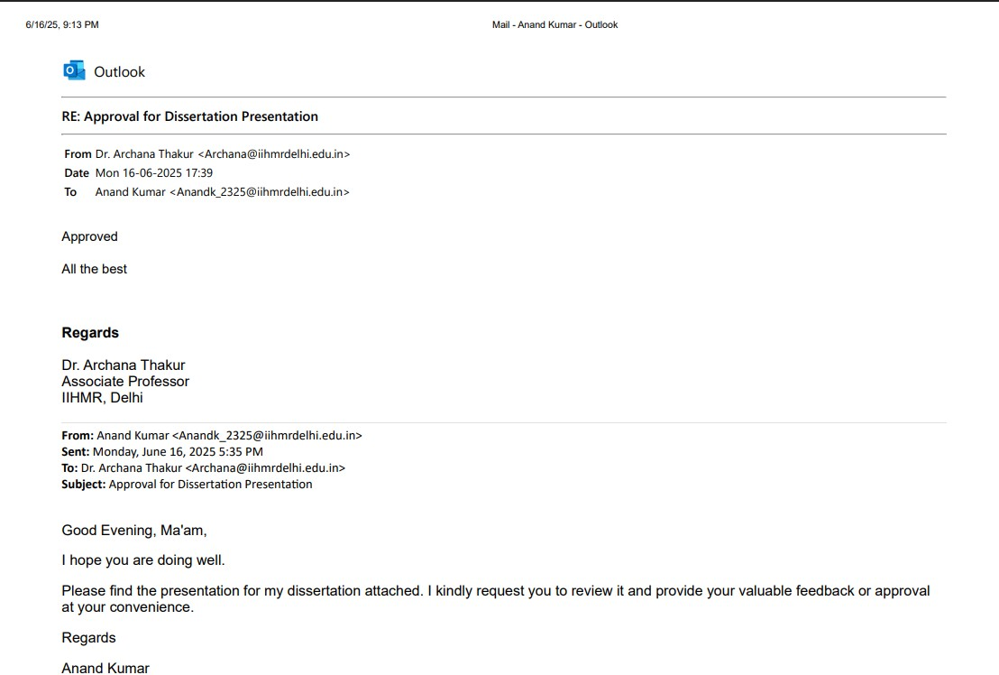 6/16/25, 9:13 PM
Mail - Anand Kumar - Outlook
Outlook
RE: Approval for Dissertation Presentation
From Dr. Archana Thakur <Archana@iihmrdelhi.edu.in>
Date Mon 16-06-2025 17:39
To Anand Kumar <Anandk_2325@iihmrdelhi.edu.in>
Approved
All the best
Regards
Dr. Archana Thakur
Associate Professor
IIHMR, Delhi
From: Anand Kumar <Anandk_2325@iihmrdelhi.edu.in>
Sent: Monday, June 16, 2025 5:35 PM
To: Dr. Archana Thakur <Archana@iihmrdelhi.edu.in>
Subject: Approval for Dissertation Presentation
Good Evening, Ma'am,
I hope you are doing well.
Please find the presentation for my dissertation attached. I kindly request you to review it and provide your valuable feedback or approval
at your convenience.
Regards
Anand Kumar